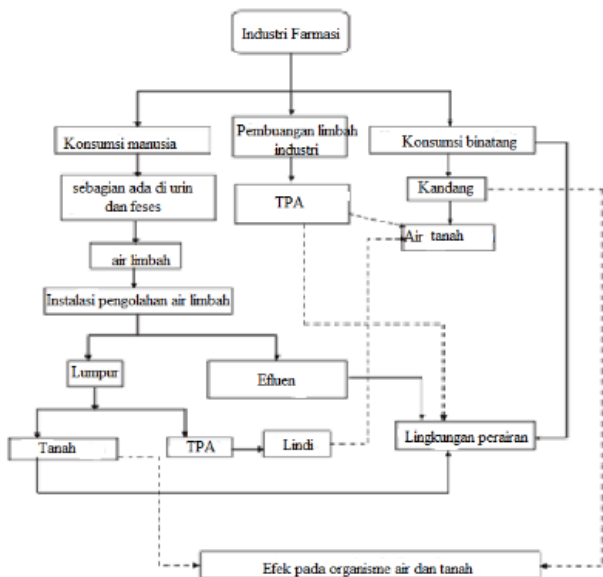 Industri Farmasi
Konsumsi manusia
Pembuangan limbah
industri
Konsumsi binatang
sebagian ada di urin
dan feses
TPA
Kandang
Air tanah
air limbah
Instalasi pengolahan air limbah
Lumpur
Efluen
Tanah
TPA
Lindi
Lingkungan perairan
Efek pada organisme air dan tanah